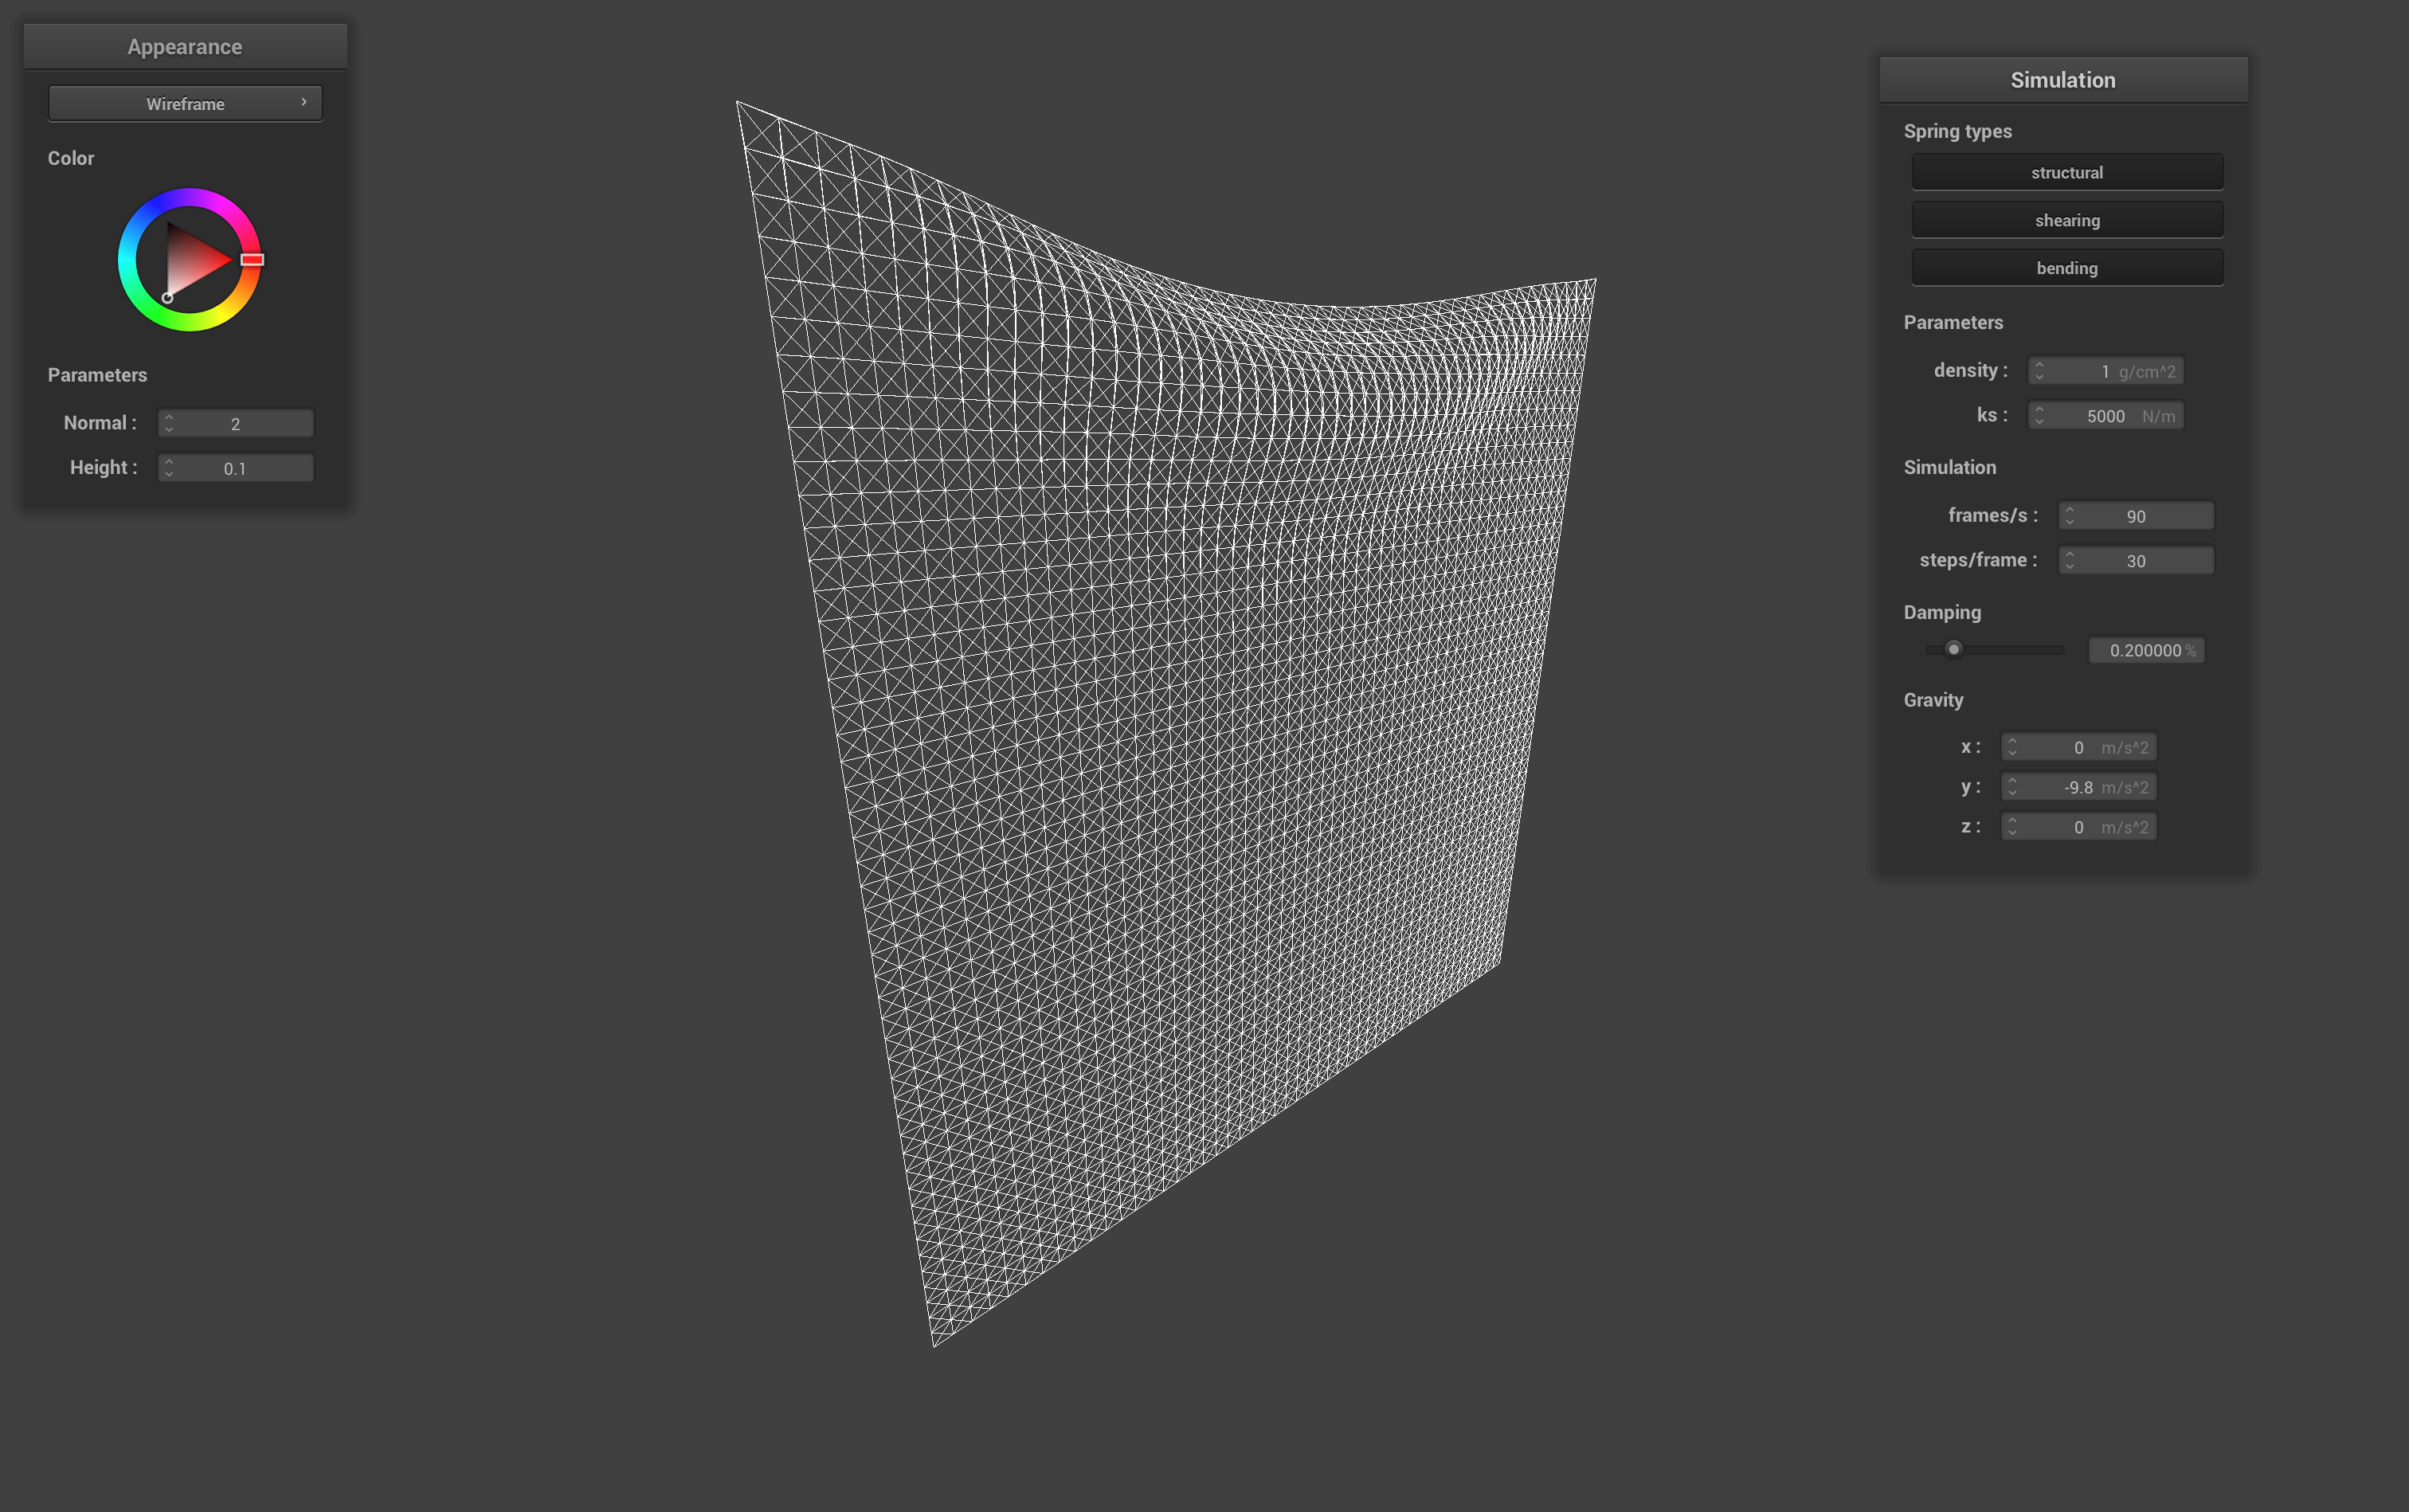 Appearance
Wireframe
Color
Parameters
Normal : 2
Height : 0.1
Simulation
Spring types
structural
shearing
bending
Parameters
density : 1 g/cm^2
ks : 5000 N/m
Simulation
frames/s : 90
steps/frame : 30
Damping
0.200000 %
Gravity
x : 0 m/s^2
y : -9.8 m/s^2
z : 0 m/s^2